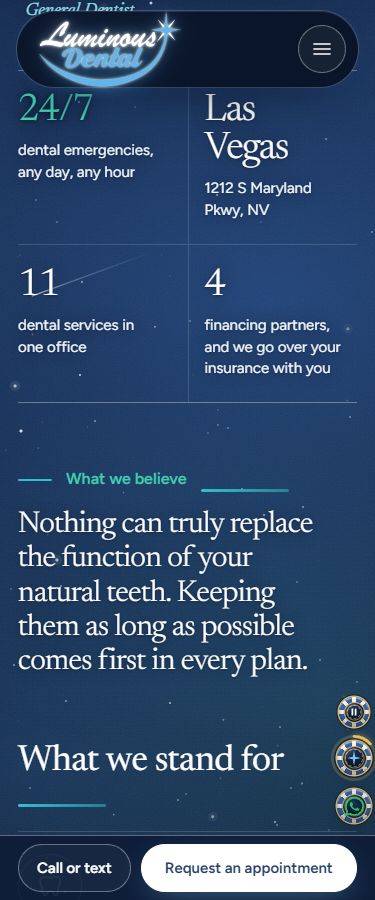 General Dentist
Luminous
Dental
24/7
dental emergencies,
any day, any hour
Las
Vegas
1212 S Maryland
Pkwy, NV
11
dental services in
one office
4
financing partners,
and we go over your
insurance with you
What we believe
Nothing can truly replace
the function of your
natural teeth. Keeping
them as long as possible
comes first in every plan.
What we stand for
Call or text
Request an appointment